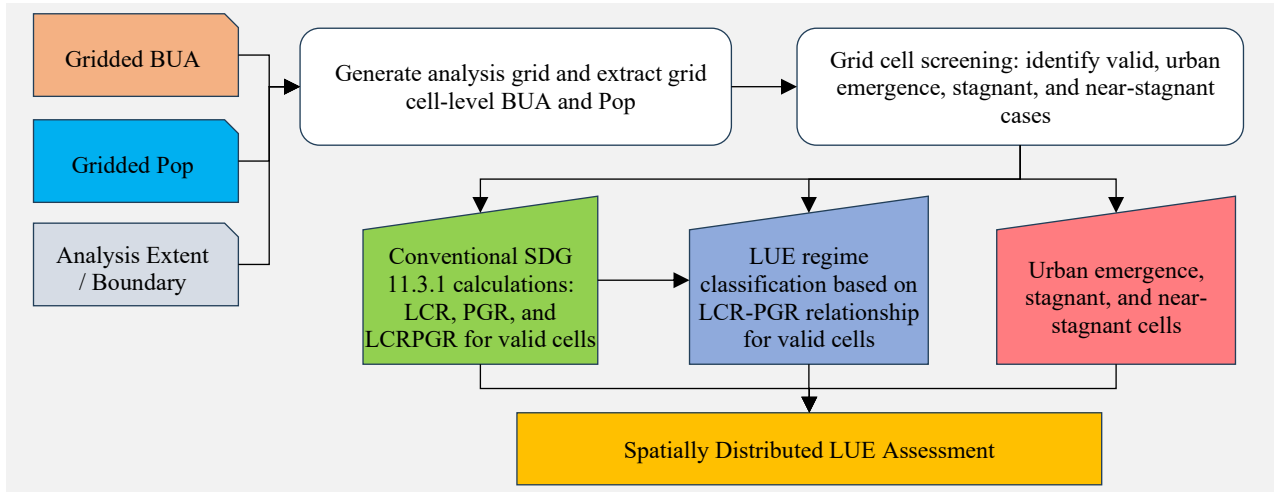 Gridded BUA
Gridded Pop
Analysis Extent
/ Boundary
Generate analysis grid and extract grid
cell-level BUA and Pop
Grid cell screening: identify valid, urban
emergence, stagnant, and near-stagnant
cases
Conventional SDG
11.3.1 calculations:
LCR, PGR, and
LCRPGR for valid cells
LUE regime
classification based on
LCR-PGR relationship
for valid cells
Urban emergence,
stagnant, and near-
stagnant cells
Spatially Distributed LUE Assessment